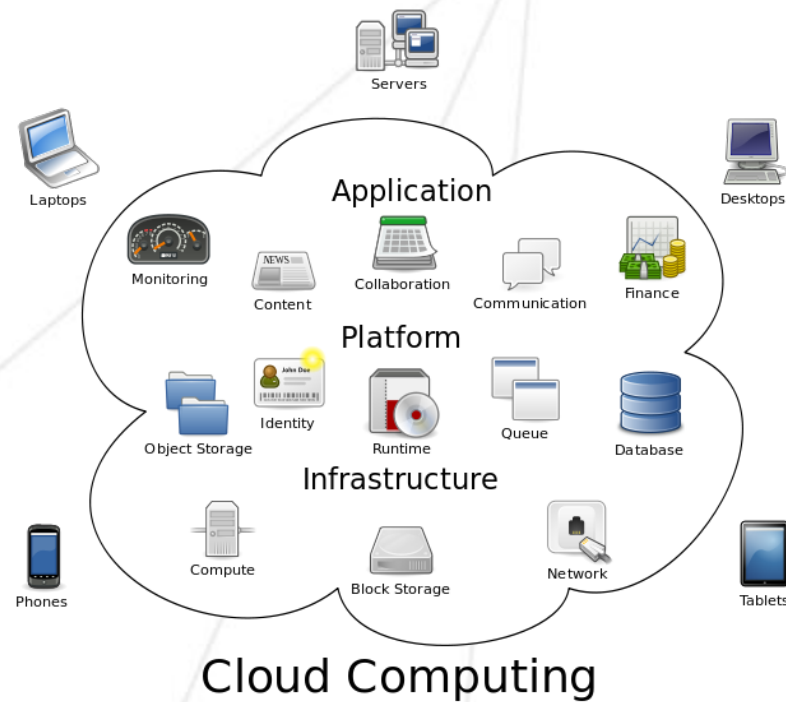 Servers
Laptops
Desktops
Application
Monitoring
NEWS
Content
Collaboration
Communication
Finance
Platform
Object Storage
John Doe
Identity
Runtime
Queue
Database
Infrastructure
Compute
Block Storage
Network
Phones
Tablets
Cloud Computing